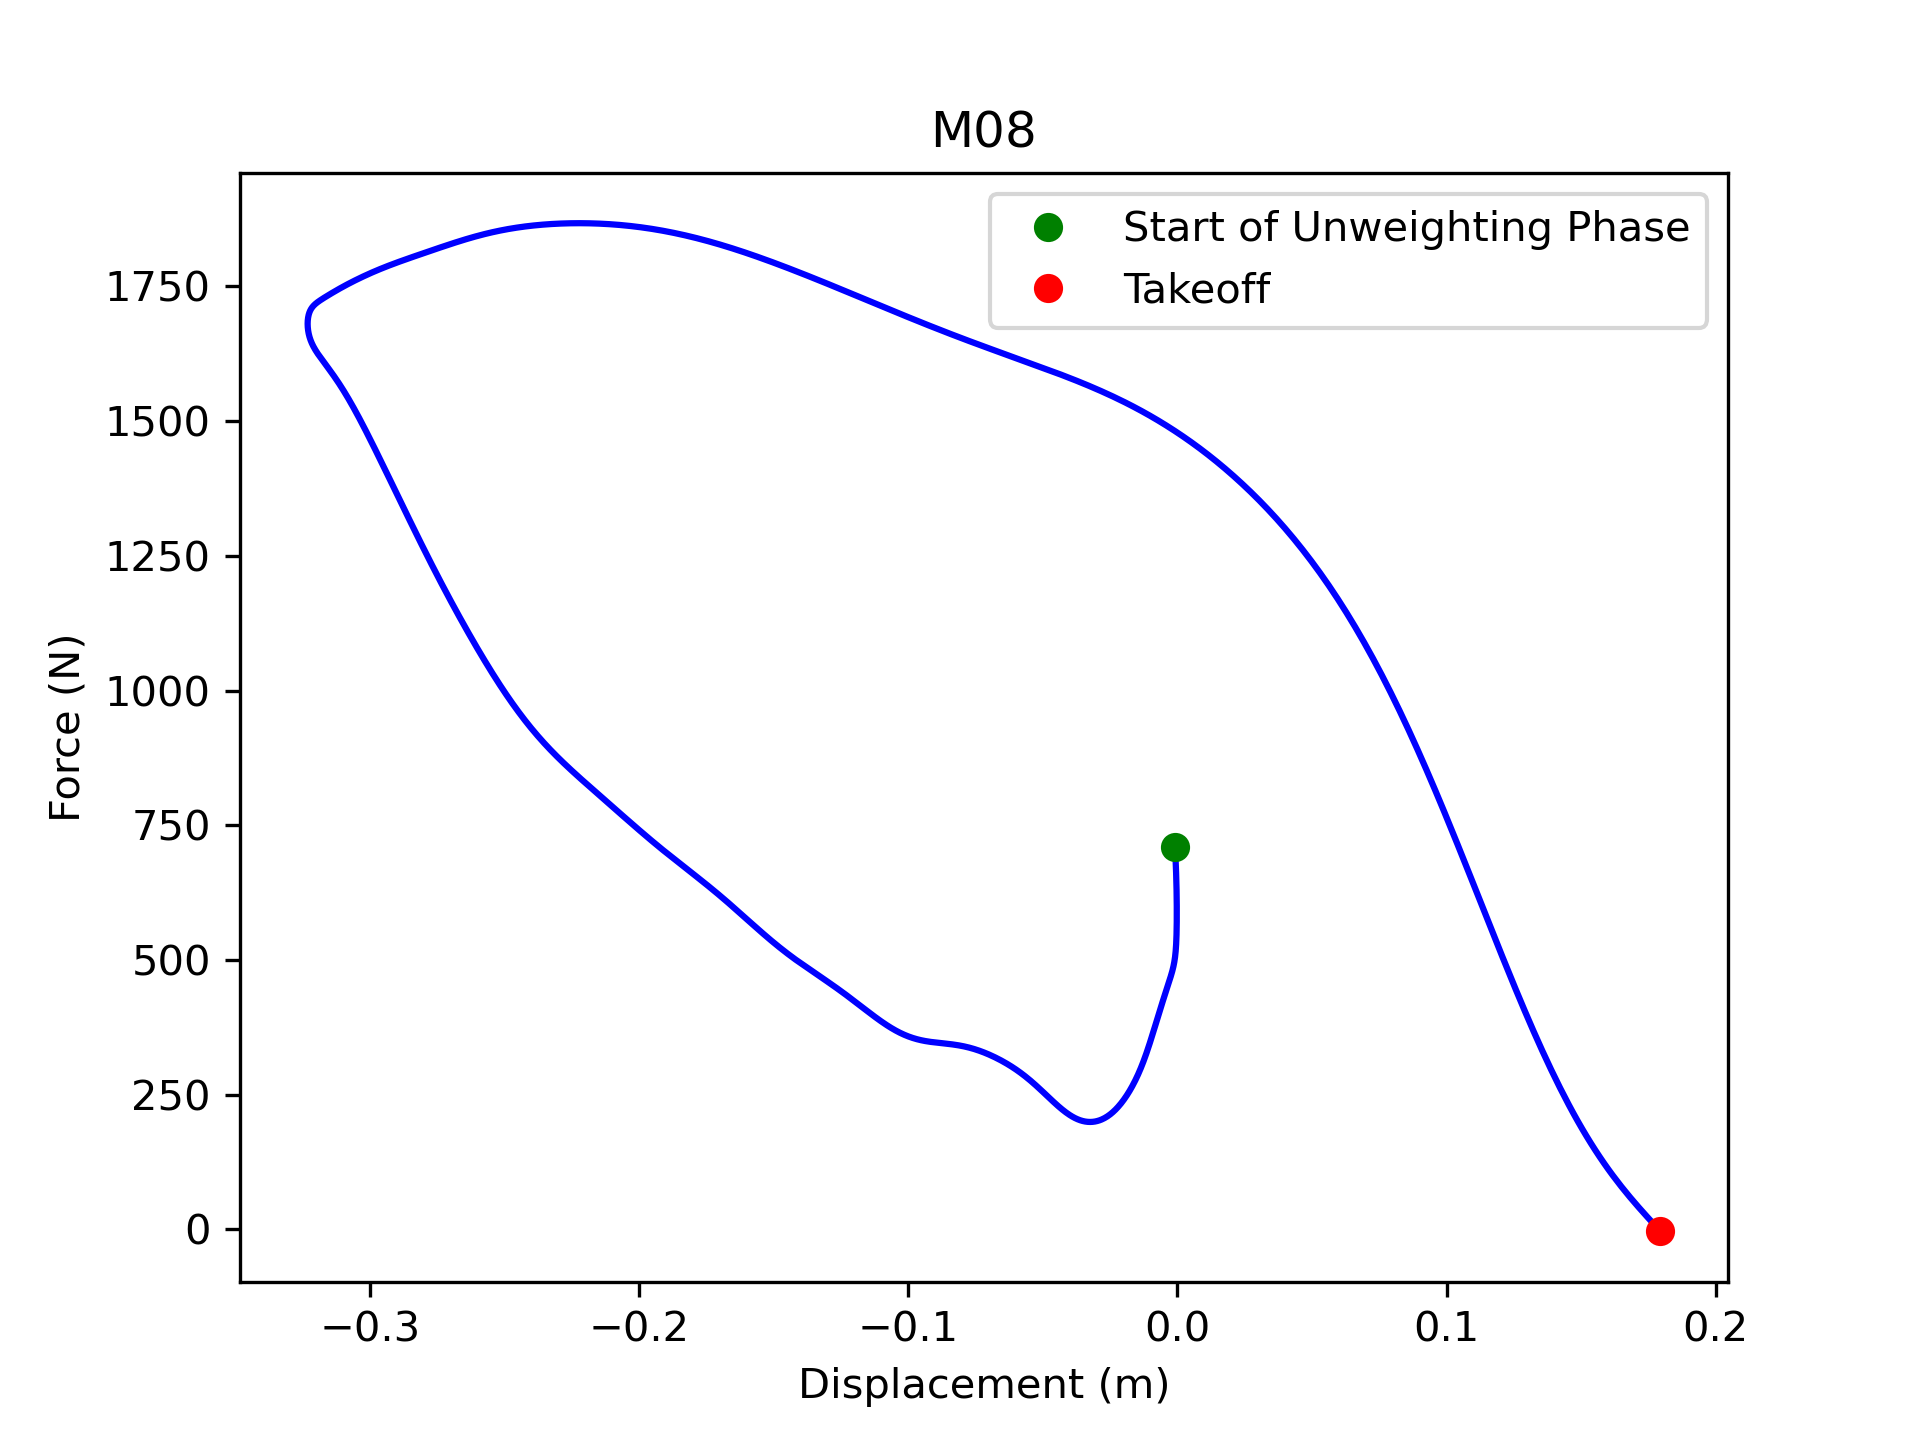 M08
Start of Unweighting Phase
Takeoff
1750
1500
1250
1000
750
500
250
0
Force (N)
−0.3 −0.2 −0.1 0.0 0.1 0.2
Displacement (m)